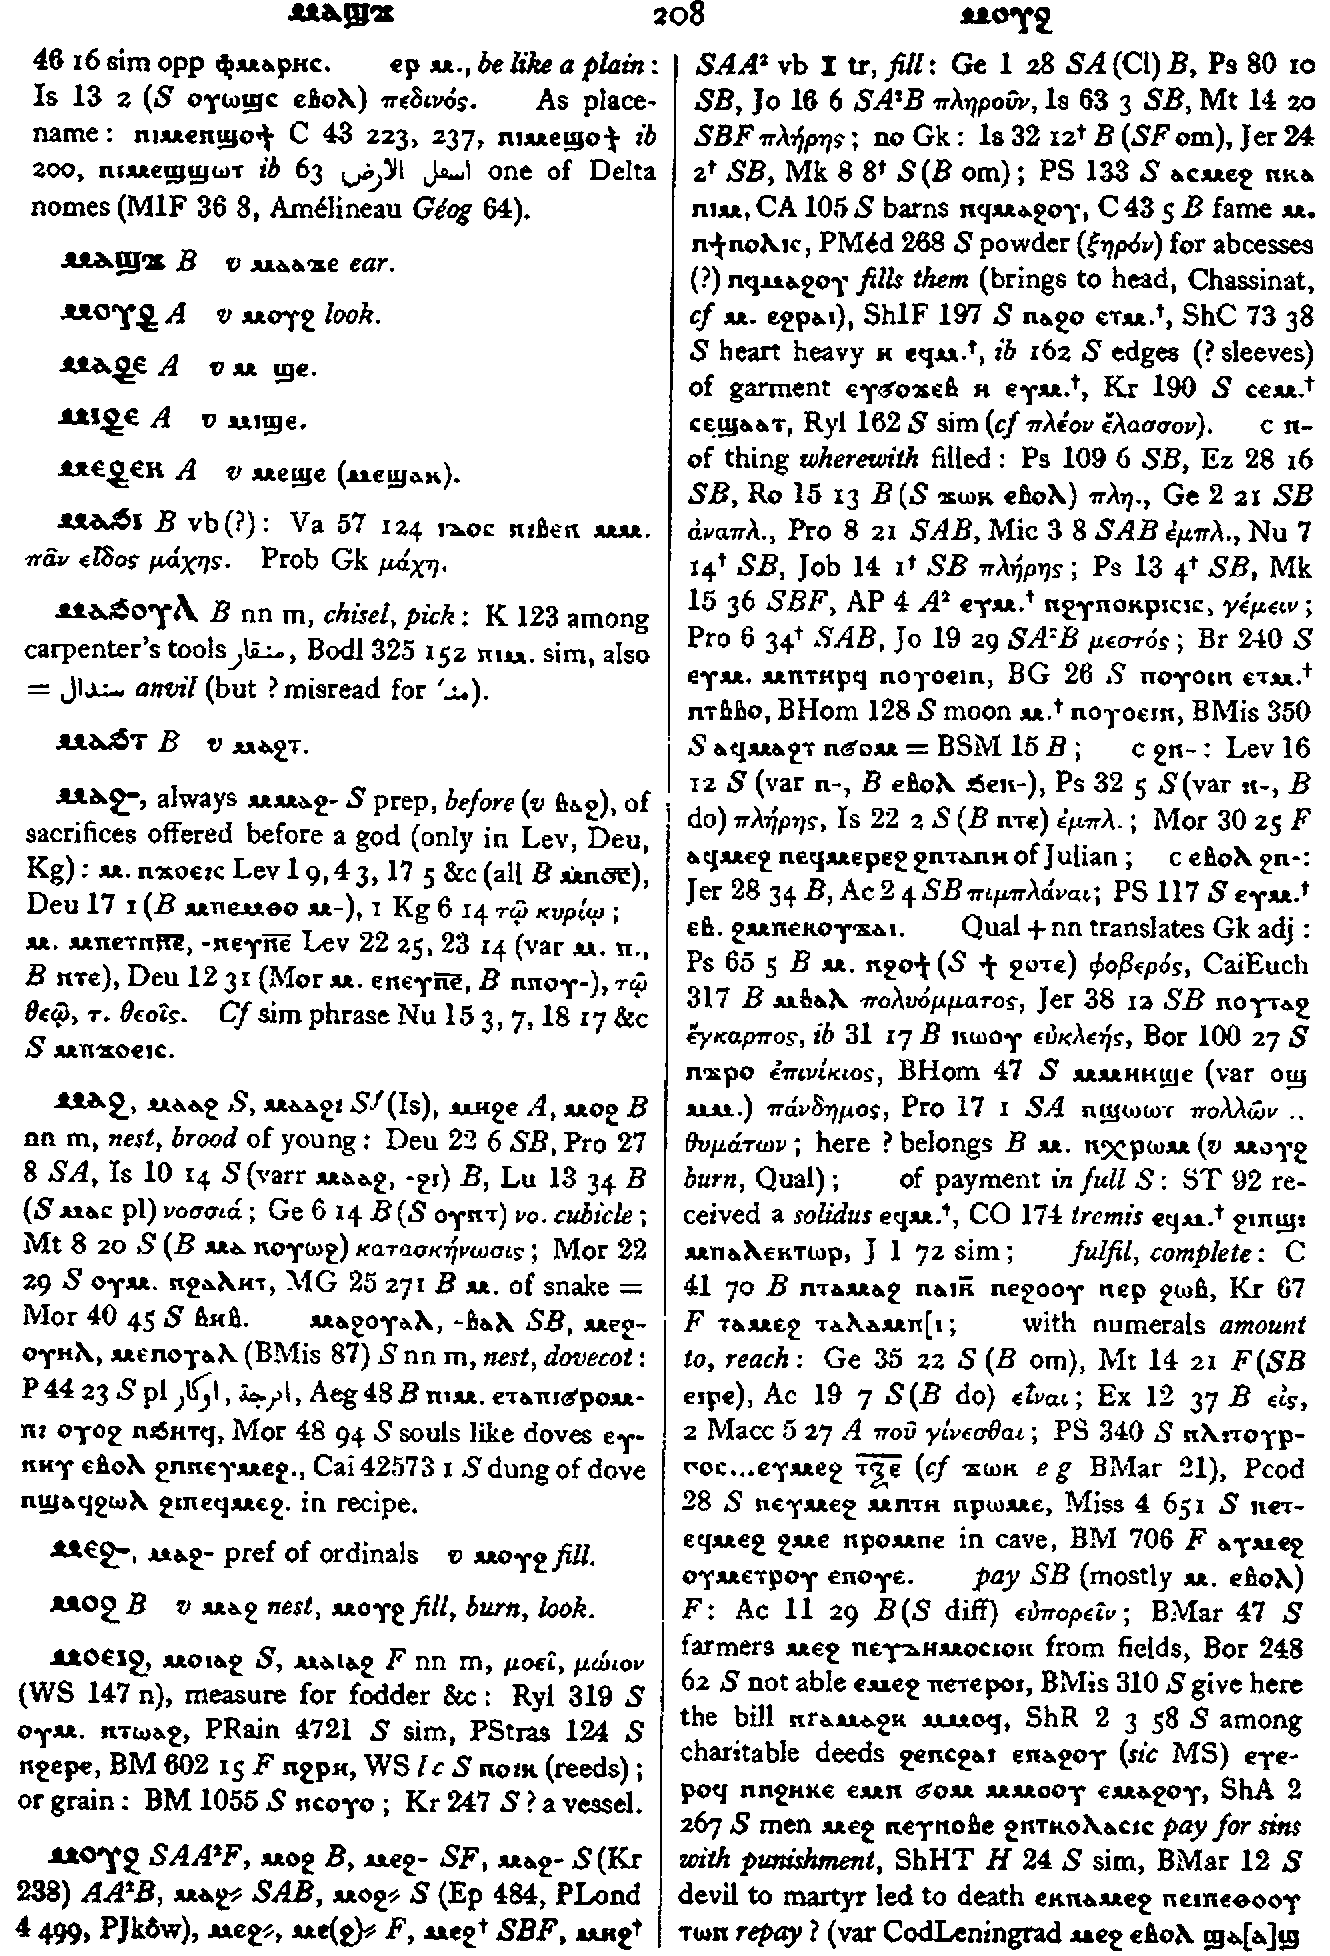 ⲙⲁϣϫ 208 ⲙⲟⲩϩ
46 16 sim opp ⲫⲙⲁⲣⲏⲥ. ⲉⲣ ⲙ., be like a plain:
Is 13 2 (S ⲟⲩⲱϣⲥ ⲉⲃⲟⲗ) πεδινός. As place-
name: ⲡⲓⲙⲉⲛϣⲟϯ C 43 223, 237, ⲡⲓⲙⲉϣⲟϯ ib
200, ⲡⲓⲙⲉϣϣⲱⲧ ib 63 اسفل الارض one of Delta
nomes (MIF 36 8, Amélineau Géog 64).
ⲙⲁϣϫ B v ⲙⲁⲁϫⲉ ear.
ⲙⲟⲩϩ A v ⲙⲟⲩϩ look.
ⲙⲁϩⲉ A v ⲙ ϣⲉ.
ⲙⲓϩⲉ A v ⲙⲓϣⲉ.
ⲙⲉϩⲉⲕ A v ⲙⲉϣⲉ (ⲙⲉϣⲁⲕ).
ⲙⲁϧⲓ B vb (?): Va 57 124 ⲓⲇⲟⲥ ⲛⲓⲃⲉⲛ ⲙⲙ.
πᾶν εἶδος μάχης. Prob Gk μάχη.
ⲙⲁϧⲟⲩⲗ B nn m, chisel, pick: K 123 among
carpenter's tools منقار, Bodl 325 152 ⲡⲓⲙ. sim, also
= سندال anvil (but ? misread for
ⲙⲁϧⲧ B v ⲙⲁϩⲧ.
ⲙⲁϩ-, always ⲙⲙⲁϩ- S prep, before (v ⲃⲁϩ), of
sacrifices offered before a god (only in Lev, Deu,
Kg): ⲙ. ⲡϫⲟⲉⲓⲥ Lev 1 9, 4 3, 17 5 &c (all B ⲙⲡϭⲥ),
Deu 17 1 (B ⲙⲡⲉⲙⲑⲟ ⲙ-), 1 Kg 6 14 τῷ κυρίῳ;
ⲙ. ⲙⲡⲉⲧⲛⲛⲉ, -ⲛⲉⲩⲛⲉ Lev 22 25, 23 14 (var ⲙ. ⲡ.,
B ⲛⲧⲉ), Deu 12 31 (Mor ⲙ. ⲉⲛⲉⲩⲛⲉ, B ⲛⲛⲟⲩ-), τῷ
θεῷ, τ. θεοῖς. Cf sim phrase Nu 15 3, 7, 18 17 &c
S ⲙⲡϫⲟⲉⲓⲥ.
ⲙⲁϩ, ⲙⲁⲁϩ S, ⲙⲁⲁϩⲓ Sf (Is), ⲙⲏϩⲉ A, ⲙⲟϩ B
nn m, nest, brood of young: Deu 22 6 SB, Pro 27
8 SA, Is 10 14 S (varr ⲙⲁⲁϩ, -ϩⲓ) B, Lu 13 34 B
(S ⲙⲁⲥ pl) νοσσιά; Ge 6 14 B (S ⲟⲩⲏⲧ) νο. cubicle;
Mt 8 20 S (B ⲙⲁ ⲛⲟⲩⲱϩ) κατασκήνωσις; Mor 22
29 S ⲟⲩⲙ. ⲛϩⲁⲗⲏⲧ, MG 25 271 B ⲙ. of snake =
Mor 40 45 S ⲃⲏⲃ. ⲙⲁϩⲟⲩⲁⲗ, -ⲃⲁⲗ SB, ⲙⲉϩ-
ⲟⲩⲏⲗ, ⲙⲉⲛⲟⲩⲁⲗ (BMis 87) S nn m, nest, dovecot:
P 44 23 S pl Aeg 48 B ⲡⲓⲙ. ⲉⲧⲁⲛⲓϭⲣⲟⲙ-
ⲡⲓ ⲟⲩⲟϩ ⲛϧⲏⲧϥ, Mor 48 94 S souls like doves ⲉⲩ-
ⲛⲏⲩ ⲉⲃⲟⲗ ϩⲛⲛⲉⲩⲙⲉϩ., Cai 42573 1 S dung of dove
ⲛϣⲁϥϩⲱⲗ ϩⲓⲡⲉϥⲙⲉϩ. in recipe.
ⲙⲉϩ-, ⲙⲁϩ- pref of ordinals v ⲙⲟⲩϩ fill.
ⲙⲟϩ B v ⲙⲁϩ nest, ⲙⲟⲩϩ fill, burn, look.
ⲙⲟⲉⲓϩ, ⲙⲟⲓⲁϩ S, ⲙⲁⲓⲁϩ F nn m, μοεῖ, μώιον
(WS 147 n), measure for fodder &c: Ryl 319 S
ⲟⲩⲙ. ⲛⲧⲱⲁϩ, PRain 4721 S sim, PStras 124 S
ⲛϩⲉⲣⲉ, BM 602 15 F ⲛϩⲣⲏ, WS l c S ⲛⲟⲉⲓⲕ (reeds);
or grain: BM 1055 S ⲛⲥⲟⲩⲟ; Kr 247 S ? a vessel.
ⲙⲟⲩϩ SAA²F, ⲙⲟϩ B, ⲙⲉϩ- SF, ⲙⲁϩ- S (Kr
238) AA²B, ⲙⲁϩ⸗ SAB, ⲙⲟϩ⸗ S (Ep 484, PLond
4 499, PJkôw), ⲙⲉϩ⸗, ⲙⲉ(ϩ)⸗ F, ⲙⲉϩ† SBF, ⲙⲏϩ†
SAA² vb I tr, fill: Ge 1 28 SA (Cl) B, Ps 80 10
SB, Jo 16 6 SA²B πληροῦν, Is 63 3 SB, Mt 14 20
SBF πλήρης; no Gk: Is 32 12† B (SF om), Jer 24
2† SB, Mk 8 8† S (B om); PS 133 S ⲁⲥⲙⲉϩ ⲛⲕⲁ
ⲛⲓⲙ, CA 105 S barns ⲛϥⲙⲁϩⲟⲩ, C 43 5 B fame ⲙ.
ⲛϯⲡⲟⲗⲓⲥ, PMéd 268 S powder (ξηρόν) for abcesses
(?) ⲛϥⲙⲁϩⲟⲩ fills them (brings to head, Chassinat,
cf ⲙ. ⲉϩⲣⲁⲓ), ShIF 197 S ⲡⲁϩⲟ ⲉⲧⲙ.†, ShC 73 38
S heart heavy ⲏ ⲉϥⲙ.†, ib 162 S edges (? sleeves)
of garment ⲉⲩϭⲟϫⲉⲃ ⲏ ⲉⲩⲙ.†, Kr 190 S ⲥⲉⲙ.†
ⲥⲉϣⲁⲁⲧ, Ryl 162 S sim (cf πλέον ἔλασσον). c ⲛ-
of thing wherewith filled: Ps 109 6 SB, Ez 28 16
SB, Ro 15 13 B (S ϫⲱⲕ ⲉⲃⲟⲗ) πλη., Ge 2 21 SB
ἀναπλ., Pro 8 21 SAB, Mic 3 8 SAB ἐμπλ., Nu 7
14† SB, Job 14 1† SB πλήρης; Ps 13 4† SB, Mk
15 36 SBF, AP 4 A² ⲉⲩⲙ.† ⲛϩⲩⲡⲟⲕⲣⲓⲥⲓⲥ, γέμειν;
Pro 6 34† SAB, Jo 19 29 SA²B μεστός; Br 240 S
ⲉⲩⲙ. ⲙⲡⲧⲏⲣϥ ⲛⲟⲩⲟⲉⲓⲛ, BG 26 S ⲡⲟⲩⲟⲉⲓⲛ ⲉⲧⲙ.†
ⲛⲧⲃⲃⲟ, BHom 128 S moon ⲙ.† ⲛⲟⲩⲟⲉⲓⲛ, BMis 350
S ⲁϥⲙⲁϩⲧ ⲛϭⲟⲙ = BSM 15 B; c ϩⲛ-: Lev 16
12 S (var ⲛ-, B ⲉⲃⲟⲗ ϧⲉⲛ-), Ps 32 5 S (var ⲛ-, B
do) πλήρης, Is 22 2 S (B ⲛⲧⲉ) ἐμπλ.; Mor 30 25 F
ⲁϥⲙⲉϩ ⲡⲉϥⲙⲉⲣⲉϩ ϩⲛⲧⲁⲡⲏ of Julian; c ⲉⲃⲟⲗ ϩⲛ-:
Jer 28 34 B, Ac 2 4 SB πιμπλάναι; PS 117 S ⲉⲩⲙ.†
ⲉⲃ. ϩⲙⲡⲉⲕⲟⲩϫⲁⲓ. Qual + nn translates Gk adj:
Ps 65 5 B ⲙ. ⲛϩⲟϯ (S ϯ ϩⲟⲧⲉ) φοβερός, CaiEuch
317 B ⲙⲃⲁⲗ πολυόμματος, Jer 38 12 SB ⲛⲟⲩⲧⲁϩ
ἔγκαρπος, ib 31 17 B ⲛⲱⲟⲩ εὐκλεής, Bor 100 27 S
ⲛϫⲣⲟ ἐπινίκιος, BHom 47 S ⲙⲙⲏⲏϣⲉ (var ⲟϣ
ⲙⲙ.) πάνδημος, Pro 17 1 SA ⲛϣⲱⲱⲧ πολλῶν ..
θυμάτων; here ? belongs B ⲙ. ⲛⲭⲣⲱⲙ (v ⲙⲟⲩϩ
burn, Qual); of payment in full S: ST 92 re-
ceived a solidus ⲉϥⲙ.†, CO 174 tremis ⲉϥⲙ.† ϩⲓⲡϣⲓ
ⲙⲡⲁⲗⲉⲕⲧⲱⲣ, J 1 72 sim; fulfil, complete: C
41 70 B ⲛⲧⲁⲙⲁϩ ⲡⲁⲓⲕ̅ ⲛⲉϩⲟⲟⲩ ⲛⲉⲣ ϩⲱⲃ, Kr 67
F ⲧⲁⲙⲉϩ ⲧⲁⲗⲁⲙⲡ[ⲓ; with numerals amount
to, reach: Ge 35 22 S (B om), Mt 14 21 F (SB
ⲉⲓⲣⲉ), Ac 19 7 S (B do) εἶναι; Ex 12 37 B εἰς,
2 Macc 5 27 A ποῦ γίνεσθαι; PS 340 S ⲛⲗⲓⲧⲟⲩⲣ-
ⲅⲟⲥ...ⲉⲩⲙⲉϩ ⲧⲝⲉ (cf ϫⲱⲕ e g BMar 21), Pcod
28 S ⲛⲉⲩⲙⲉϩ ⲙⲛⲧⲏ ⲛⲣⲱⲙⲉ, Miss 4 651 S ⲛⲉⲧ-
ⲉϥⲙⲉϩ ϩⲙⲉ ⲛⲣⲟⲙⲡⲉ in cave, BM 706 F ⲁⲩⲙⲉϩ
ⲟⲩⲙⲉⲧⲣⲟⲩ ⲉⲡⲟⲩⲉ. pay SB (mostly ⲙ. ⲉⲃⲟⲗ)
F: Ac 11 29 B (S diff) εὐπορεῖν; BMar 47 S
farmers ⲙⲉϩ ⲡⲉⲩⲇⲏⲙⲟⲥⲓⲟⲛ from fields, Bor 248
62 S not able ⲉⲙⲉϩ ⲡⲉⲧⲉⲣⲟⲓ, BMis 310 S give here
the bill ⲛⲧⲁⲙⲁϩⲕ ⲙⲙⲟϥ, ShR 2 3 58 S among
charitable deeds ϩⲉⲛⲥϩⲁⲓ ⲉⲛⲁϩⲟⲩ (sic MS) ⲉⲧⲉ-
ⲣⲟϥ ⲛⲛϩⲏⲕⲉ ⲉⲙⲛ ϭⲟⲙ ⲙⲙⲟⲟⲩ ⲉⲙⲁϩⲟⲩ, ShA 2
267 S men ⲙⲉϩ ⲛⲉⲩⲛⲟⲃⲉ ϩⲛⲧⲕⲟⲗⲁⲥⲓⲥ pay for sins
with punishment, ShHT H 24 S sim, BMar 12 S
devil to martyr led to death ⲉⲕⲛⲁⲙⲉϩ ⲡⲉⲓⲡⲉⲑⲟⲟⲩ
ⲧⲱⲛ repay ? (var CodLeningrad ⲙⲉϩ ⲉⲃⲟⲗ ϣⲁ[ⲁ]ϣ